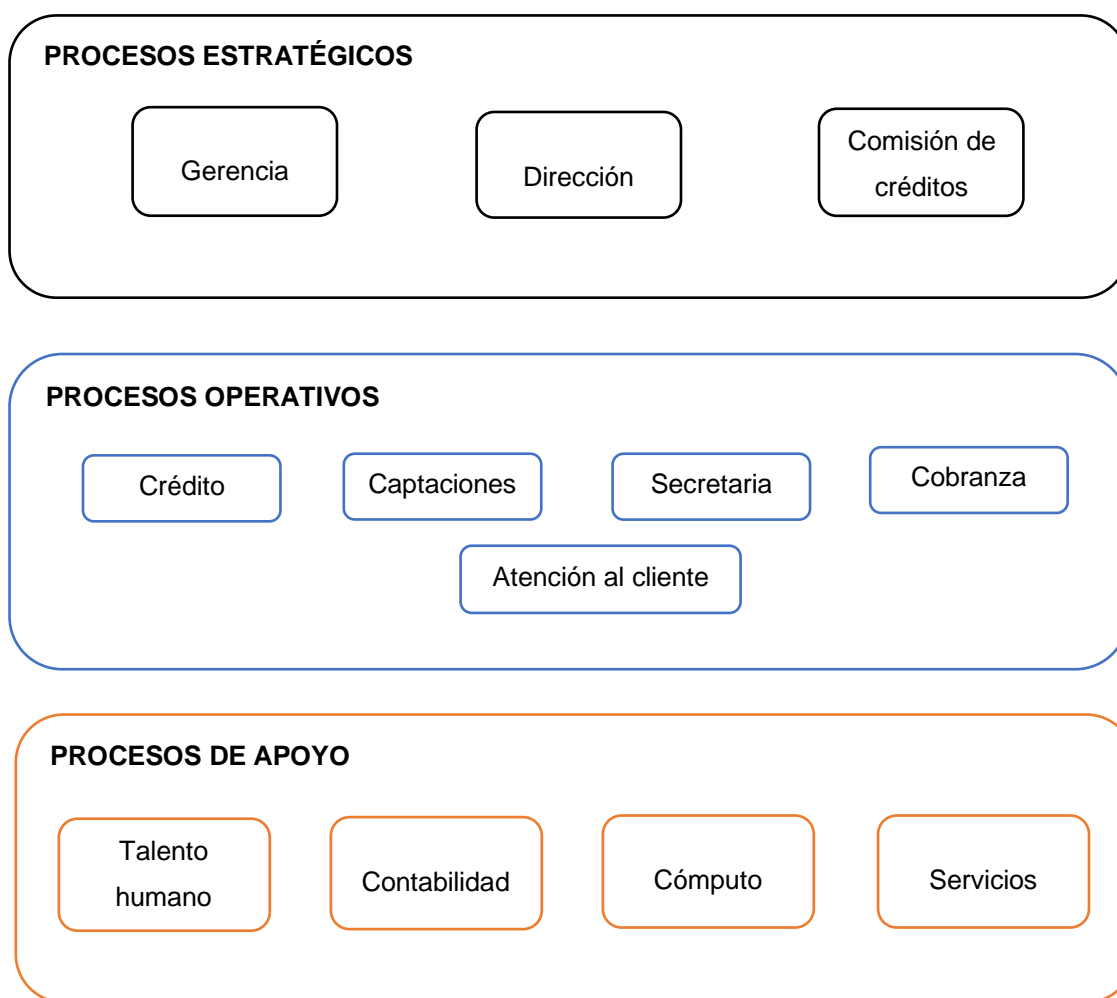 PROCESOS ESTRATÉGICOS
Gerencia
Dirección
Comisión de
créditos
PROCESOS OPERATIVOS
Crédito
Captaciones
Secretaria
Cobranza
Atención al cliente
PROCESOS DE APOYO
Talento
humano
Contabilidad
Cómputo
Servicios